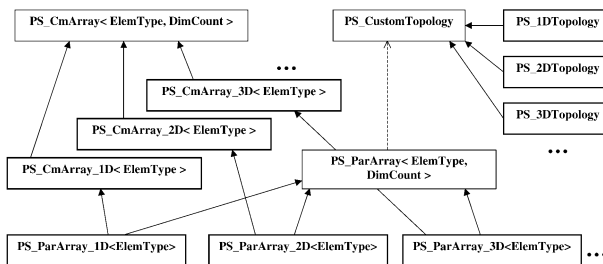 PS_CmArray< ElemType, DimCount >
PS_CustomTopology
PS_1DTopology
PS_2DTopology
...
PS_CmArray_3D< ElemType >
PS_3DTopology
PS_CmArray_2D< ElemType >
...
PS_CmArray_1D< ElemType >
PS_ParArray< ElemType,
DimCount >
PS_ParArray_1D<ElemType>
PS_ParArray_2D<ElemType>
PS_ParArray_3D<ElemType>
...